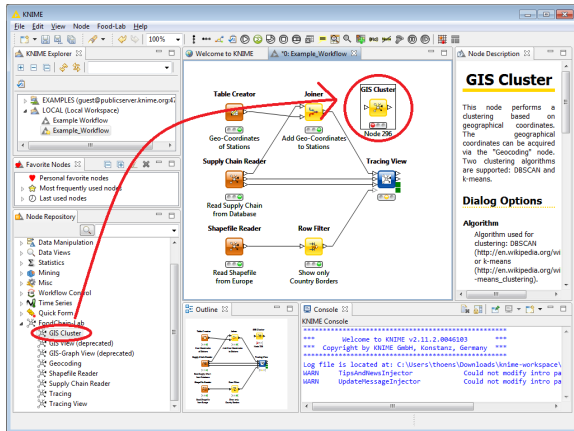 KNIME
File Edit View Node Food-Lab Help
100%
KNIME Explorer
EXAMPLES (guest@publicserver.knime.org:47
LOCAL (Local Workspace)
Example Workflow
Example_Workflow
Favorite Nodes
Personal favorite nodes
Most frequently used nodes
Last used nodes
Node Repository
Data Manipulation
Data Views
Statistics
Mining
Misc
Workflow Control
Time Series
Quick Form
FoodChain-Lab
GIS Cluster
GIS View (deprecated)
GIS-Graph View (deprecated)
Geocoding
Shapefile Reader
Supply Chain Reader
Tracing
Tracing View
Welcome to KNIME
*0: Example_Workflow
Table Creator
Geo-Coordinates
of Stations
Joiner
Add Geo-Coordinates
to Stations
GIS Cluster
Node 296
Supply Chain Reader
Read Supply Chain
from Database
Tracing View
Shapefile Reader
Read Shapefile
from Europe
Row Filter
Show only
Country Borders
Outline
Console
KNIME Console
*** Welcome to KNIME v2.11.2.0046103 ***
*** Copyright by KNIME GmbH, Konstanz, Germany ***
Log file is located at: C:\Users\thoens\Downloads\knime-workspace\
WARN TipsAndNewsInjector Could not modify intro pa
WARN UpdateMessageInjector Could not modify intro pa
Node Description
GIS Cluster
This node performs a
clustering based on
geographical coordinates.
The geographical
coordinates can be acquired
via the "Geocoding" node.
Two clustering algorithms
are supported: DBSCAN and
k-means.
Dialog Options
Algorithm
Algorithm used for
clustering: DBSCAN
(http://en.wikipedia.org/wi
or k-means
(http://en.wikipedia.org/wi
-means_clustering).